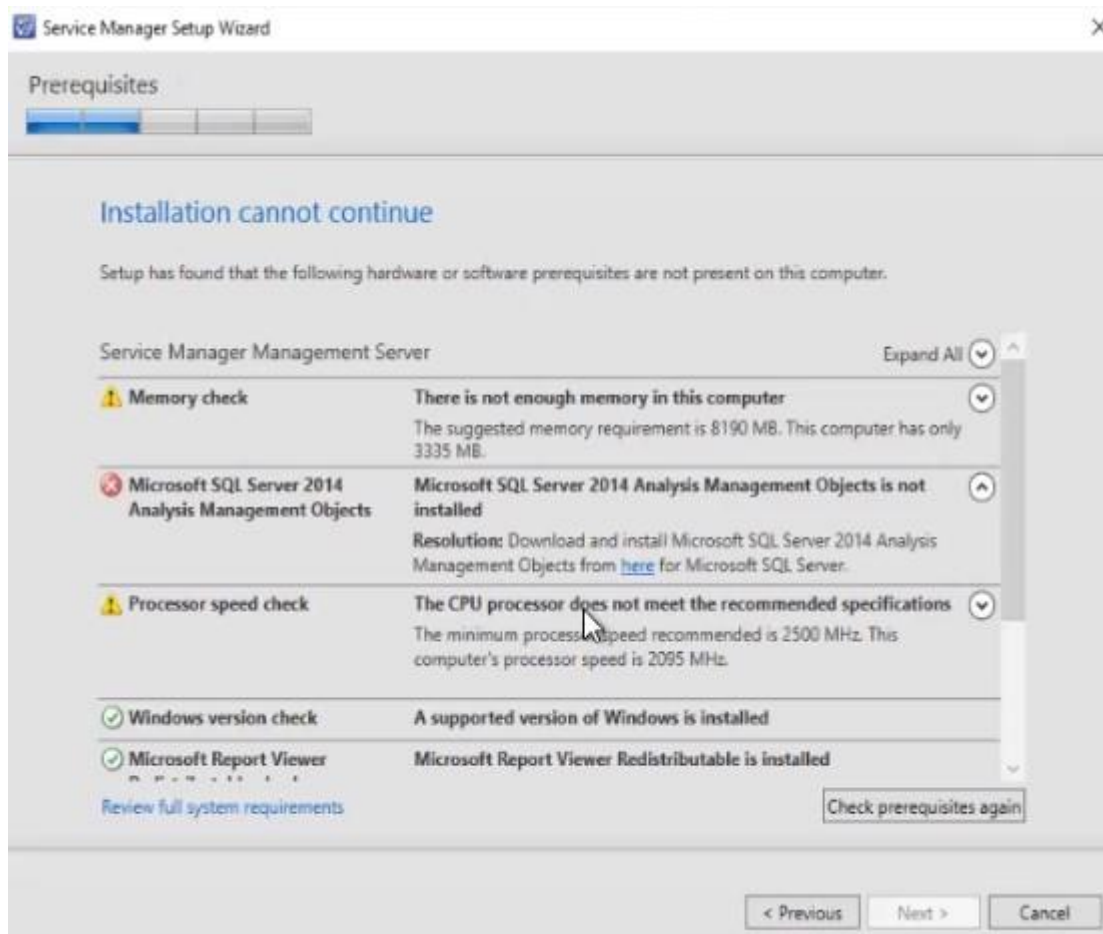 Service Manager Setup Wizard
Prerequisites
Installation cannot continue
Setup has found that the following hardware or software prerequisites are not present on this computer.
Service Manager Management Server
Expand All
Memory check
There is not enough memory in this computer
The suggested memory requirement is 8190 MB. This computer has only
3335 MB.
Microsoft SQL Server 2014
Analysis Management Objects
Microsoft SQL Server 2014 Analysis Management Objects is not
installed
Resolution: Download and install Microsoft SQL Server 2014 Analysis
Management Objects from here for Microsoft SQL Server.
Processor speed check
The CPU processor does not meet the recommended specifications
The minimum processor speed recommended is 2500 MHz. This
computer's processor speed is 2095 MHz.
Windows version check
A supported version of Windows is installed
Microsoft Report Viewer
Microsoft Report Viewer Redistributable is installed
Review full system requirements
Check prerequisites again
< Previous
Next >
Cancel